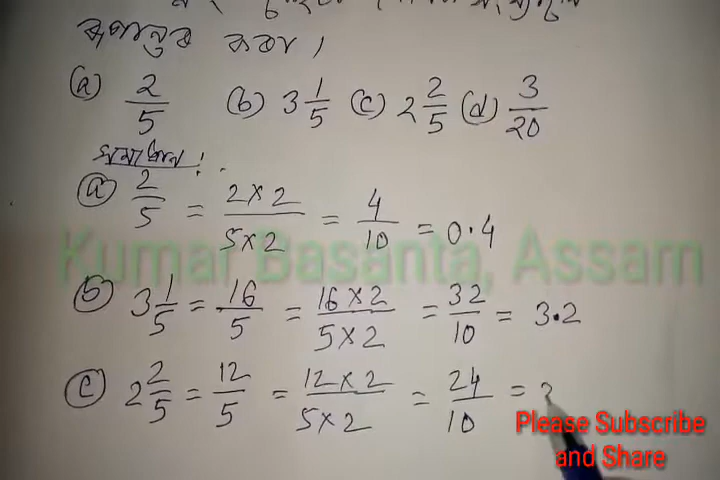 ৰূপান্তৰ কৰা ।
(a) 2/5 (b) 3 1/5 (c) 2 2/5 (d) 3/20
সমাধান :
(a) 2/5 = 2×2/5×2 = 4/10 = 0.4
Kumar Basanta, Assam
(b) 3 1/5 = 16/5 = 16×2/5×2 = 32/10 = 3.2
(c) 2 2/5 = 12/5 = 12×2/5×2 = 24/10 =
Please Subscribe
and Share